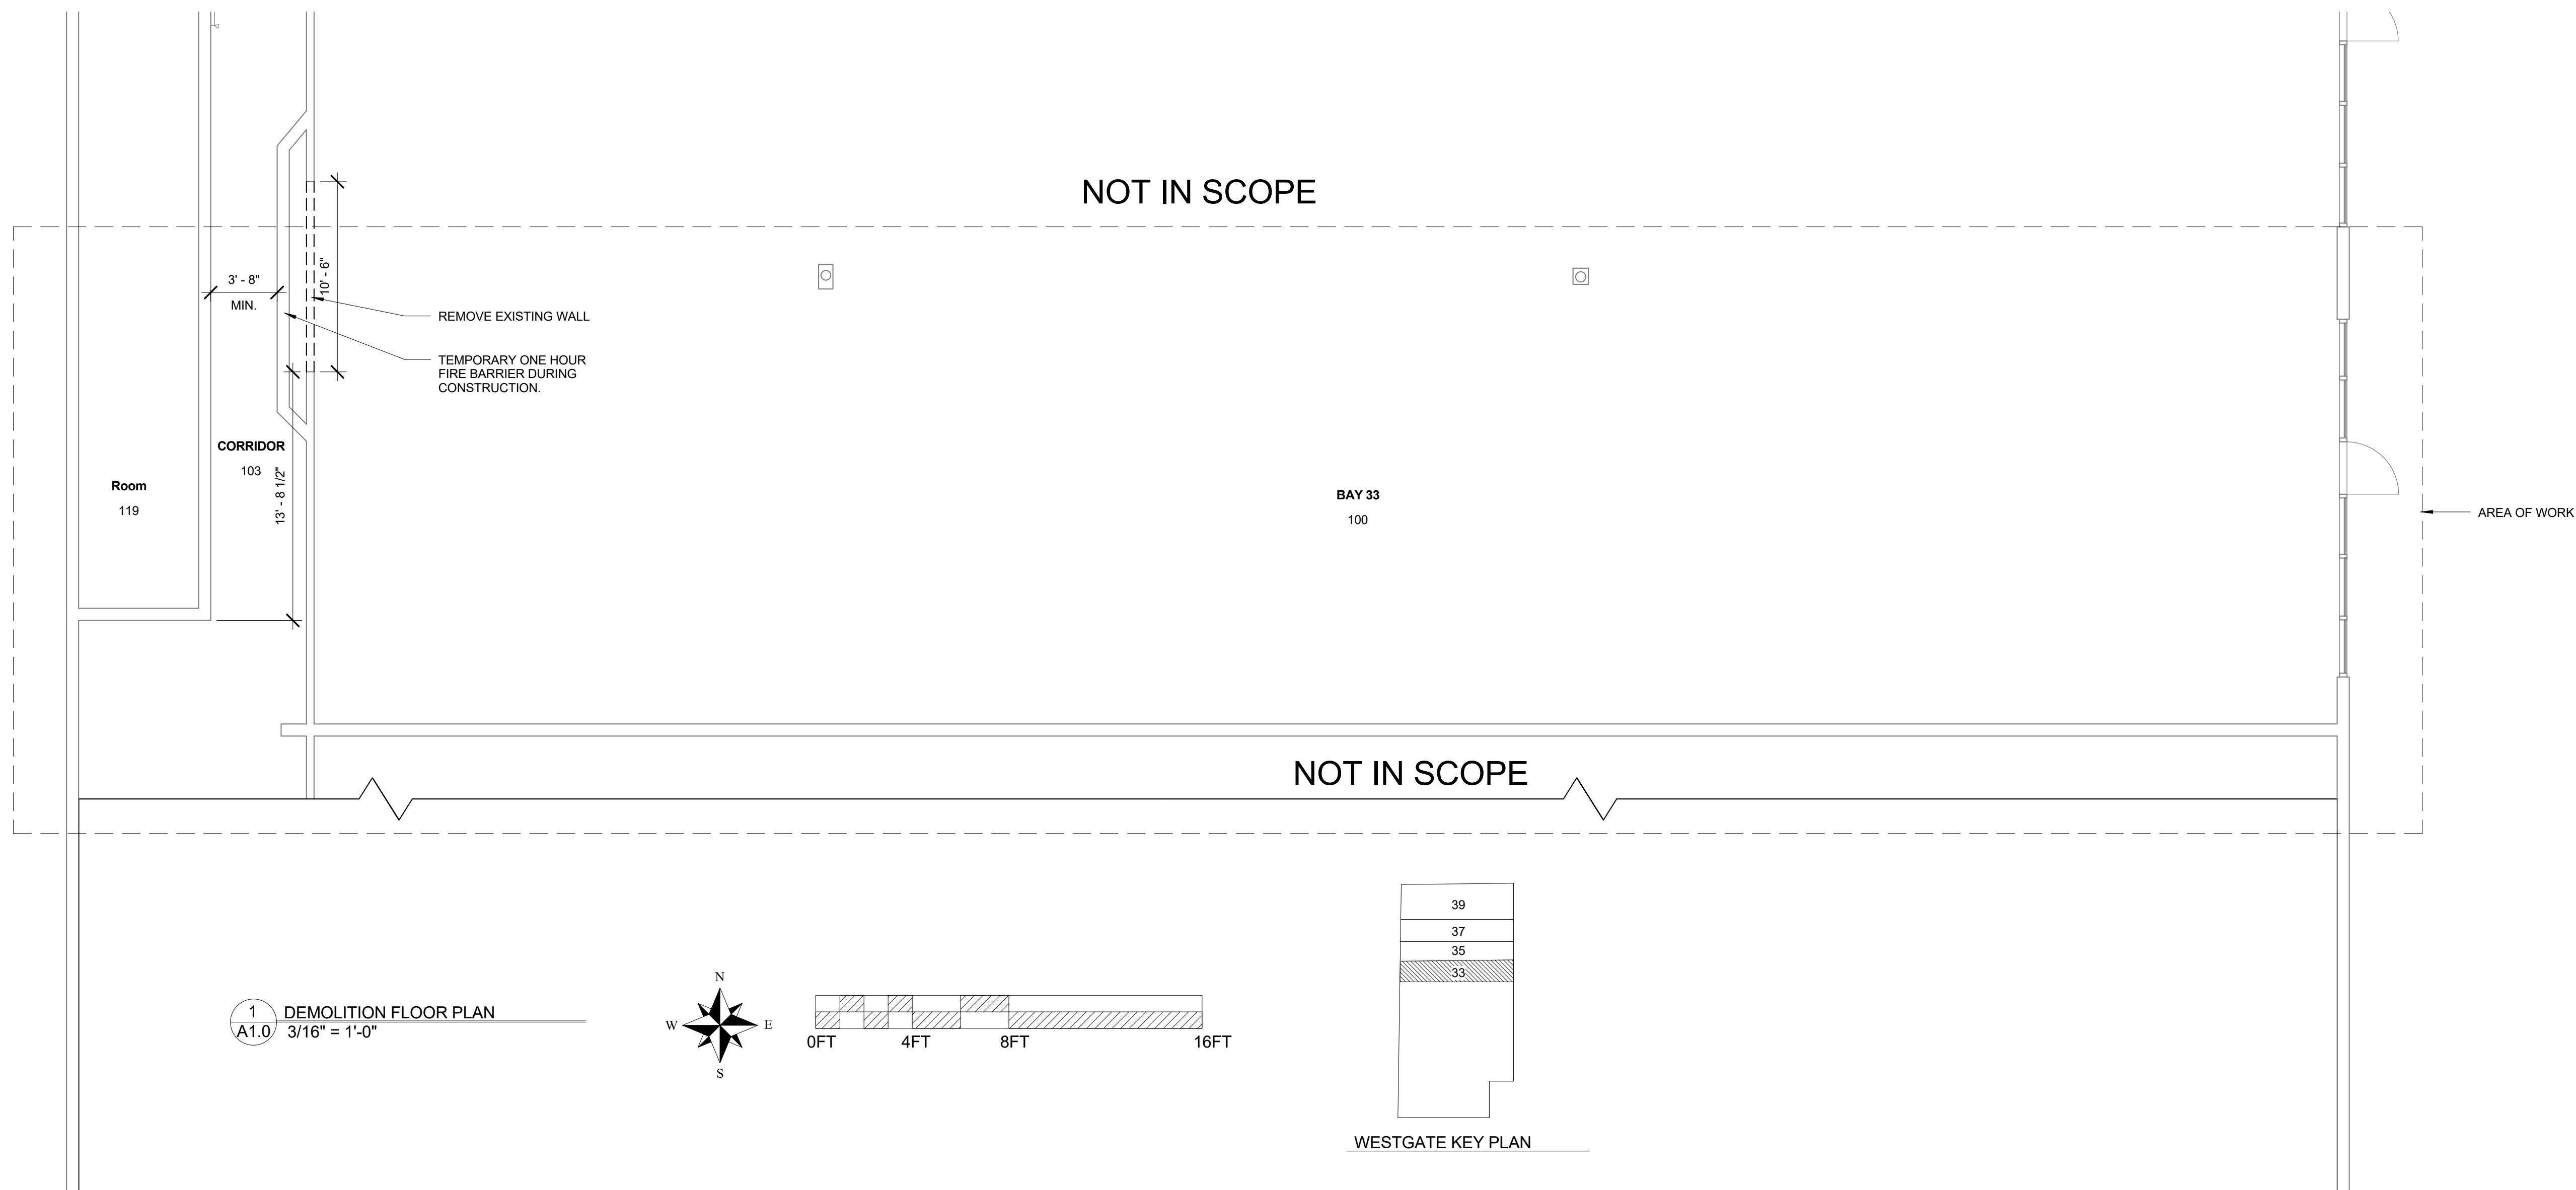 NOT IN SCOPE
3' - 8"
MIN.
10' - 6"
REMOVE EXISTING WALL
TEMPORARY ONE HOUR
FIRE BARRIER DURING
CONSTRUCTION.
CORRIDOR
103
13' - 8 1/2"
Room
119
BAY 33
100
AREA OF WORK
NOT IN SCOPE
39
37
35
33
WESTGATE KEY PLAN
1
A1.0
DEMOLITION FLOOR PLAN
3/16" = 1'-0"
N
W
E
S
0FT 4FT 8FT 16FT